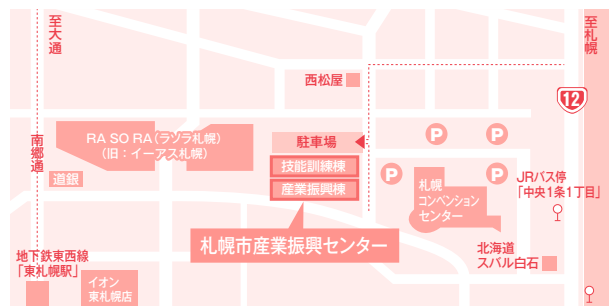 至大通
至札幌
西松屋
12
南郷通
RA SO RA(ラソラ札幌)
(旧:イーアス札幌)
駐車場
P
P
道銀
技能訓練棟
産業振興棟
P
P
札幌
コンベンション
センター
JRバス停
「中央1条1丁目」
札幌市産業振興センター
地下鉄東西線
「東札幌駅」
イオン
東札幌店
北海道
スバル白石